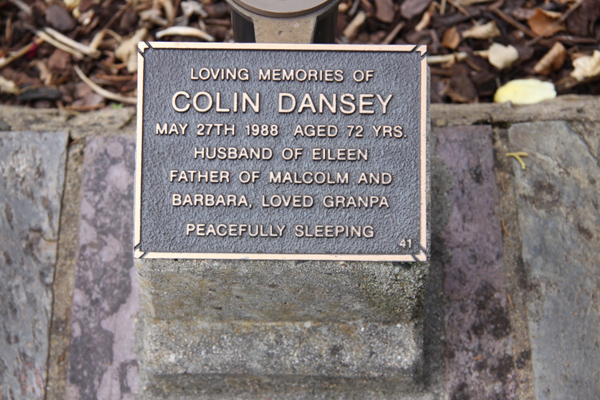 LOVING MEMORIES OF
COLIN DANSEY
MAY 27TH 1988 AGED 72 YRS.
HUSBAND OF EILEEN
FATHER OF MALCOLM AND
BARBARA, LOVED GRANPA
PEACEFULLY SLEEPING
41